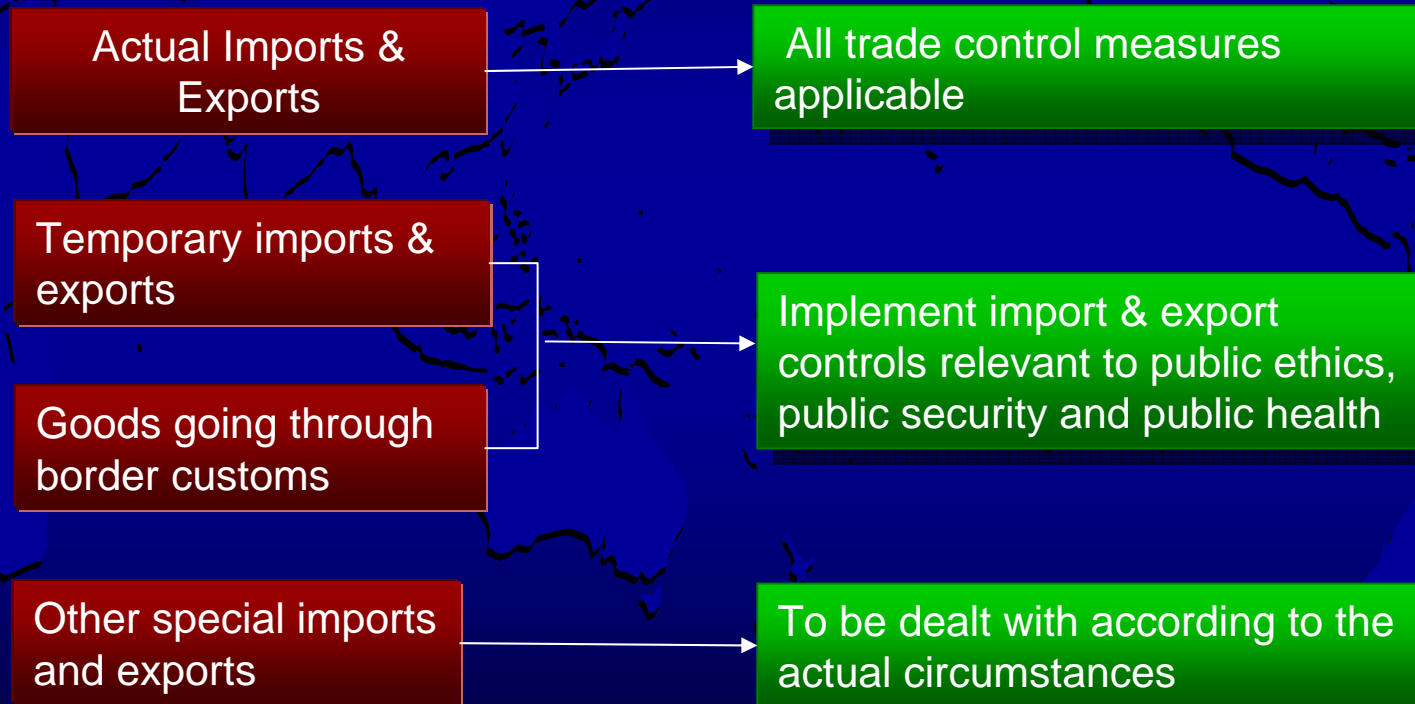 Actual Imports &
Exports
All trade control measures
applicable
Temporary imports &
exports
Goods going through
border customs
Implement import & export
controls relevant to public ethics,
public security and public health
Other special imports
and exports
To be dealt with according to the
actual circumstances